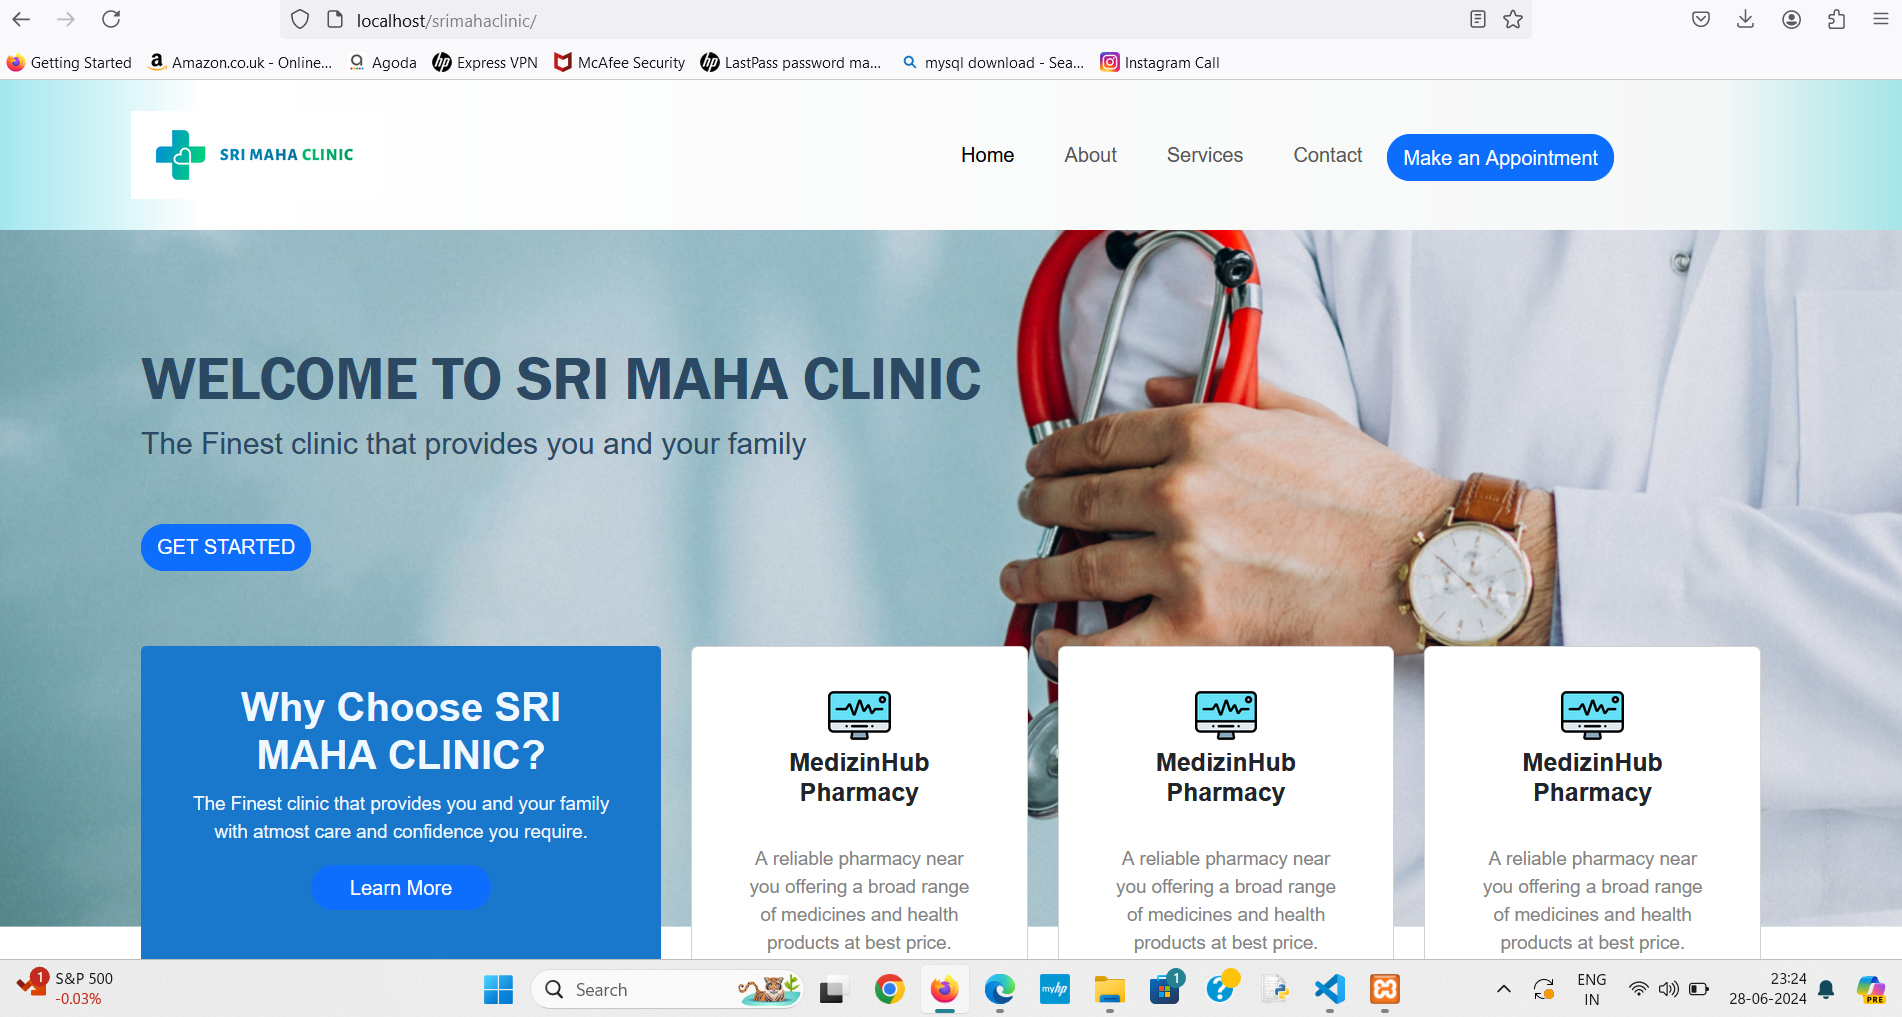 localhost/srimahaclinic/
Getting Started
Amazon.co.uk - Online...
Agoda
Express VPN
McAfee Security
LastPass password ma...
mysql download - Sea...
Instagram Call
SRI MAHA CLINIC
Home
About
Services
Contact
Make an Appointment
WELCOME TO SRI MAHA CLINIC
The Finest clinic that provides you and your family
GET STARTED
Why Choose SRI
MAHA CLINIC?
The Finest clinic that provides you and your family
with atmost care and confidence you require.
Learn More
MedizinHub
Pharmacy
A reliable pharmacy near
you offering a broad range
of medicines and health
products at best price.
MedizinHub
Pharmacy
A reliable pharmacy near
you offering a broad range
of medicines and health
products at best price.
MedizinHub
Pharmacy
A reliable pharmacy near
you offering a broad range
of medicines and health
products at best price.
1
S&P 500
-0.03%
Search
myhp
1
ENG
IN
23:24
28-06-2024
PRE